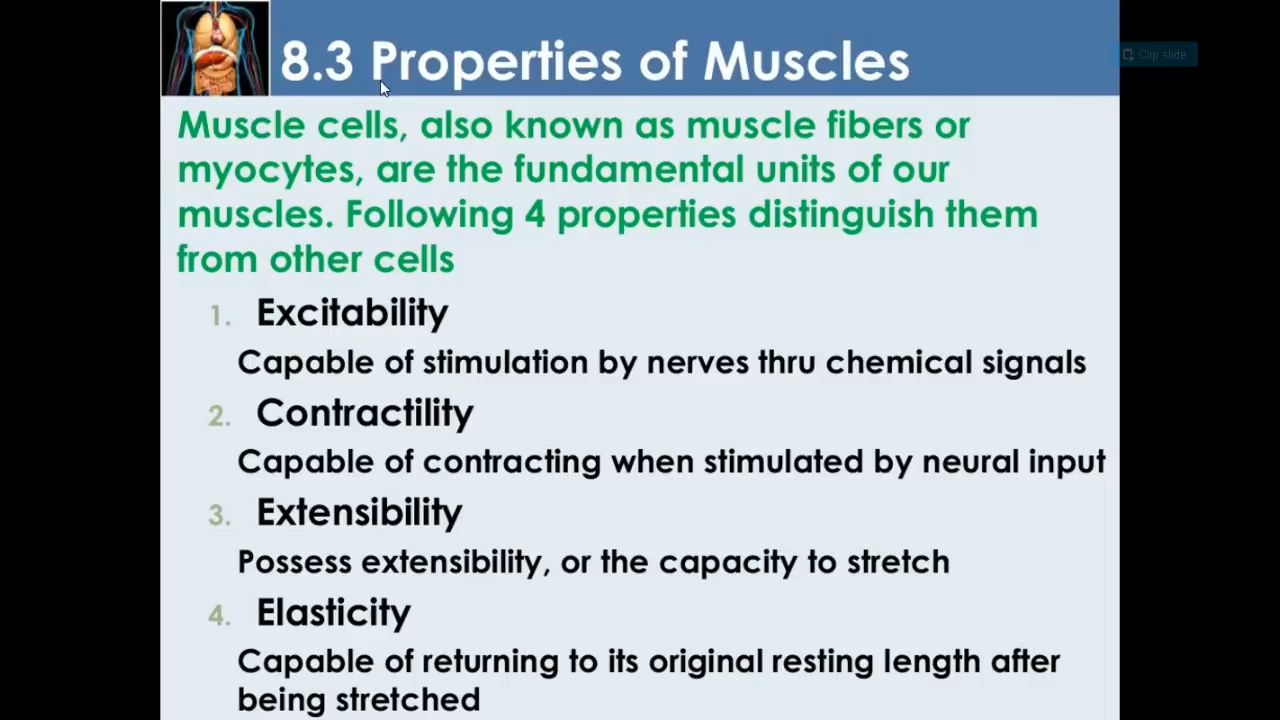 8.3 Properties of Muscles
Clip slide
Muscle cells, also known as muscle fibers or
myocytes, are the fundamental units of our
muscles. Following 4 properties distinguish them
from other cells
1. Excitability
Capable of stimulation by nerves thru chemical signals
2. Contractility
Capable of contracting when stimulated by neural input
3. Extensibility
Possess extensibility, or the capacity to stretch
4. Elasticity
Capable of returning to its original resting length after
being stretched